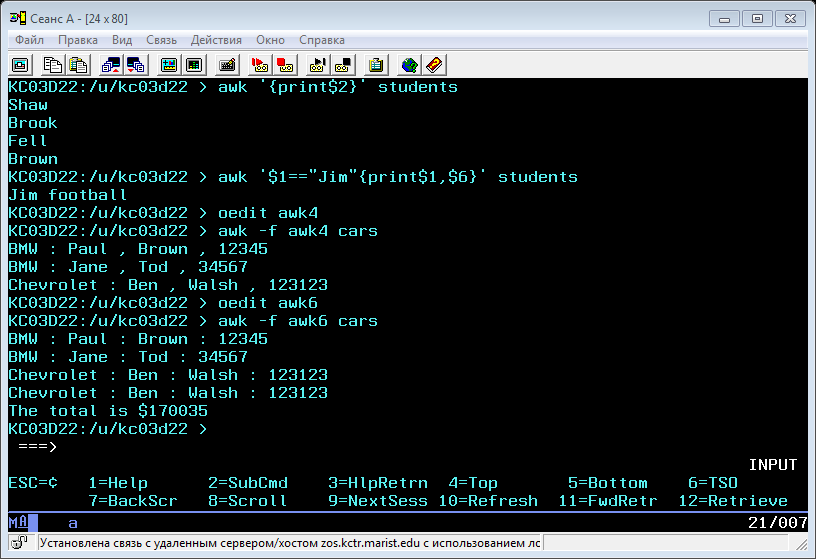 Сеанс A - [24 x 80]
Файл Правка Вид Связь Действия Окно Справка
KC03D22:/u/kc03d22 > awk '{print$2}' students
Shaw
Brook
Fell
Brown
KC03D22:/u/kc03d22 > awk '$1=="Jim"{print$1,$6}' students
Jim football
KC03D22:/u/kc03d22 > oedit awk4
KC03D22:/u/kc03d22 > awk -f awk4 cars
BMW : Paul , Brown , 12345
BMW : Jane , Tod , 34567
Chevrolet : Ben , Walsh , 123123
KC03D22:/u/kc03d22 > oedit awk6
KC03D22:/u/kc03d22 > awk -f awk6 cars
BMW : Paul : Brown : 12345
BMW : Jane : Tod : 34567
Chevrolet : Ben : Walsh : 123123
Chevrolet : Ben : Walsh : 123123
The total is $170035
KC03D22:/u/kc03d22 >
===>
INPUT
ESC=¢ 1=Help 2=SubCmd 3=HlpRetrn 4=Top 5=Bottom 6=TSO
7=BackScr 8=Scroll 9=NextSess 10=Refresh 11=FwdRetr 12=Retrieve
MA a 21/007
Установлена связь с удаленным сервером/хостом zos.kctr.marist.edu с использованием лс